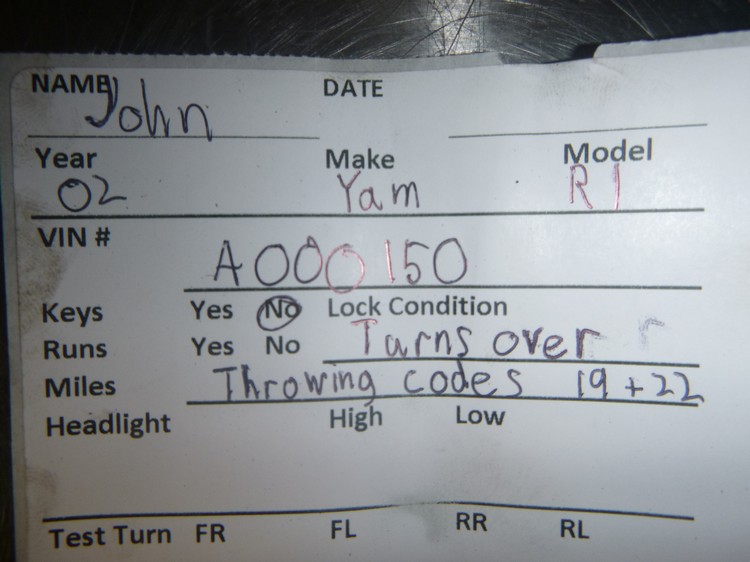 NAME John DATE
Year Make Model
02 Yam R1
VIN #
A000150
Keys Yes No Lock Condition
Runs Yes No Turns over r
Miles Throwing codes 19 + 22
Headlight High Low
Test Turn FR FL RR RL